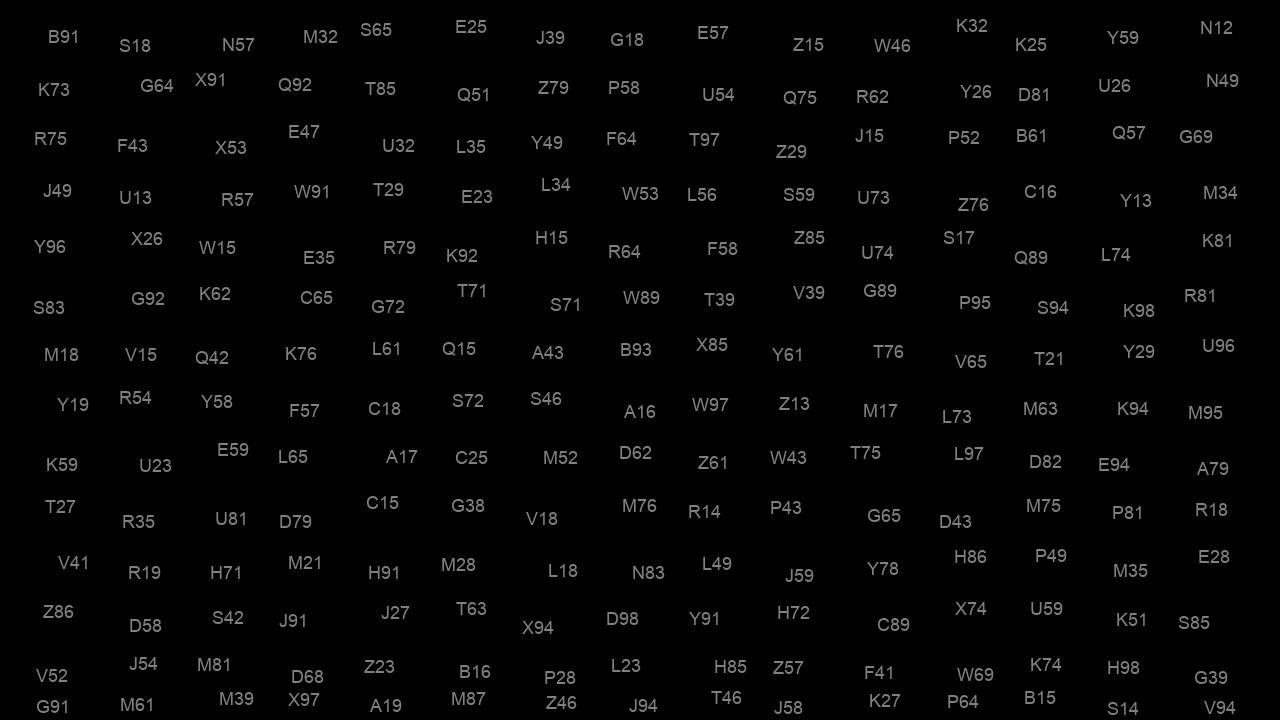 B91 S18 N57 M32 S65 E25 J39 G18 E57 Z15 W46 K32 K25 Y59 N12
K73 G64 X91 Q92 T85 Q51 Z79 P58 U54 Q75 R62 Y26 D81 U26 N49
R75 F43 X53 E47 U32 L35 Y49 F64 T97 Z29 J15 P52 B61 Q57 G69
J49 U13 R57 W91 T29 E23 L34 W53 L56 S59 U73 Z76 C16 Y13 M34
Y96 X26 W15 E35 R79 K92 H15 R64 F58 Z85 U74 S17 Q89 L74 K81
S83 G92 K62 C65 G72 T71 S71 W89 T39 V39 G89 P95 S94 K98 R81
M18 V15 Q42 K76 L61 Q15 A43 B93 X85 Y61 T76 V65 T21 Y29 U96
Y19 R54 Y58 F57 C18 S72 S46 A16 W97 Z13 M17 L73 M63 K94 M95
K59 U23 E59 L65 A17 C25 M52 D62 Z61 W43 T75 L97 D82 E94 A79
T27 R35 U81 D79 C15 G38 V18 M76 R14 P43 G65 D43 M75 P81 R18
V41 R19 H71 M21 H91 M28 L18 N83 L49 J59 Y78 H86 P49 M35 E28
Z86 D58 S42 J91 J27 T63 X94 D98 Y91 H72 C89 X74 U59 K51 S85
V52 J54 M81 D68 Z23 B16 P28 L23 H85 Z57 F41 W69 K74 H98 G39
G91 M61 M39 X97 A19 M87 Z46 J94 T46 J58 K27 P64 B15 S14 V94